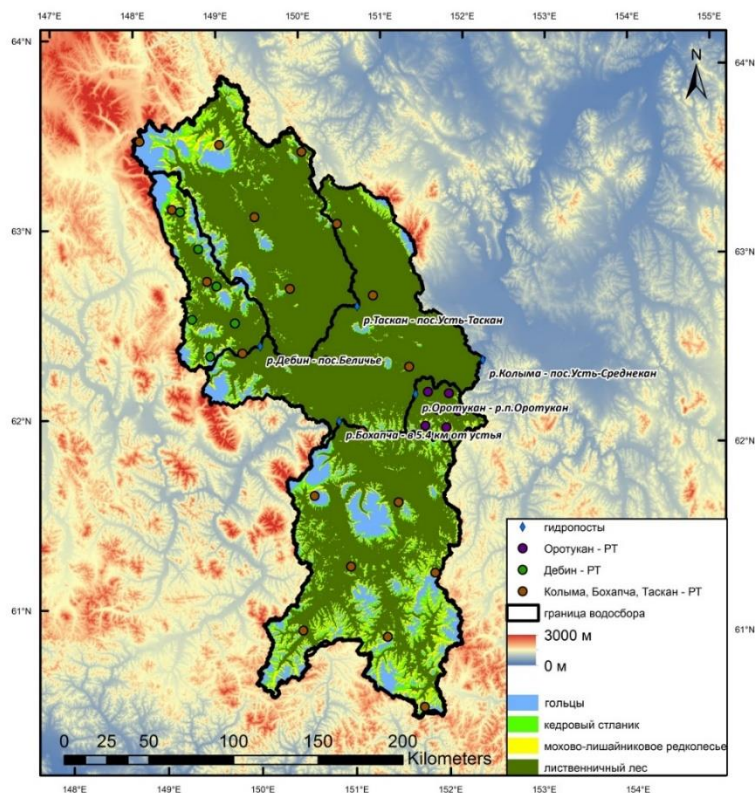 147°E 148°E 149°E 150°E 151°E 152°E 153°E 154°E 155°E
64°N 64°N
N
63°N 63°N
р.Таскан - пос.Усть-Таскан
р.Дебин - пос.Беличье
р.Колыма - пос.Усть-Среднекан
62°N 62°N
р.Оротукан - р.п.Оротукан
р.Бохапча - в 5.4 км от устья
гидропосты
Оротукан - РТ
Дебин - РТ
Колыма, Бохапча, Таскан - РТ
61°N 61°N
граница водосбора
3000 м
0 м
гольцы
кедровый стланик
мохово-лишайниковое редколесье
лиственничный лес
0 25 50 100 150 200
Kilometers
148°E 149°E 150°E 151°E 152°E 153°E 154°E